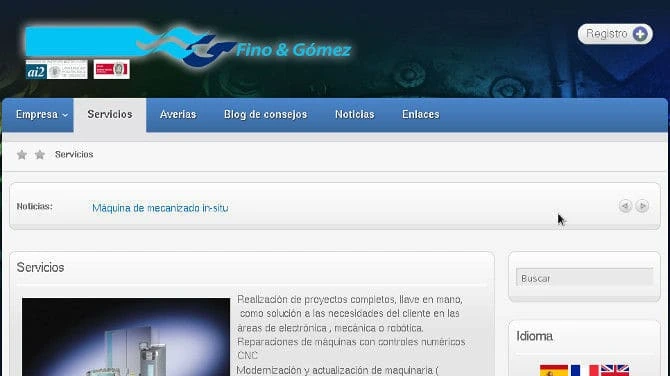 Fino & Gómez
Registro
ai2
Empresa Servicios Averías Blog de consejos Noticias Enlaces
Servicios
Noticias: Máquina de mecanizado in-situ
Servicios
Realización de proyectos completos, llave en mano,
como solución a las necesidades del cliente en las
áreas de electrónica , mecánica o robótica.
Reparaciones de máquinas con controles numéricos
CNC
Modernización y actualización de maquinaria (
Buscar
Idioma